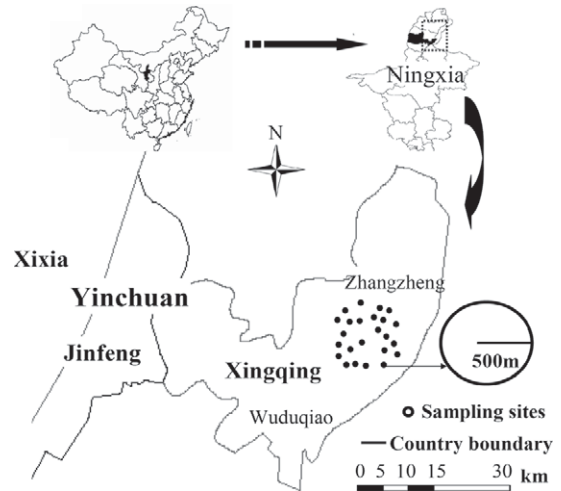 Ningxia
N
Xixia
Zhangzheng
Yinchuan
Jinfeng
Xingqing
500m
Wuduqiao
Sampling sites
Country boundary
0 5 10 15 30 km